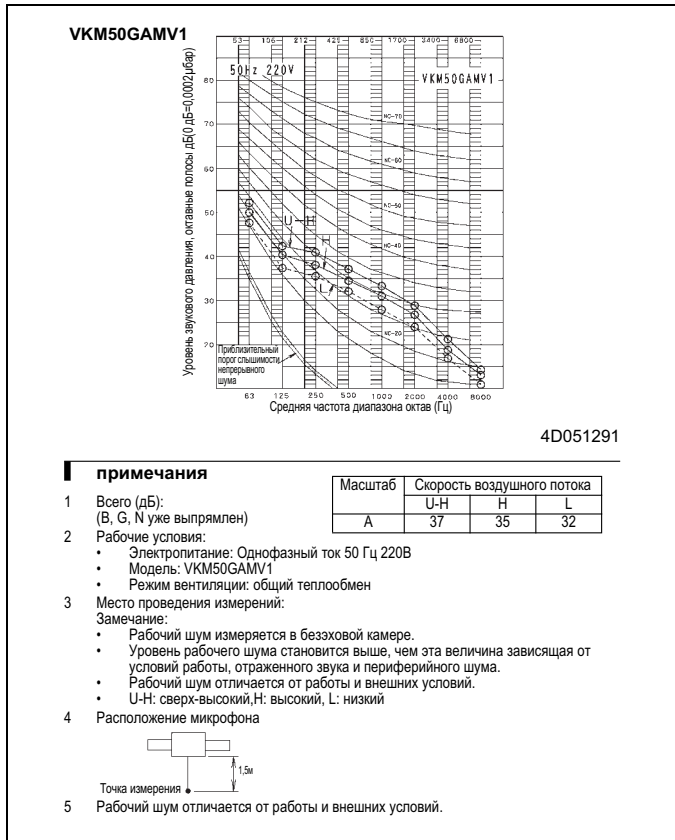 VKM50GAMV1
Уровень звукового давления, октавные полосы дБ(0 дБ=0,0002µбар)
53 106 212 425 850 1700 3400 6800
50Hz 220V
VKM50GAMV1
80
70
60
50
40
30
20
NC-70
NC-60
NC-50
NC-40
NC-20
U-H
H
L
Приблизительный
порог слышимости
непрерывного
шума
63 125 250 500 1000 2000 4000 8000
Средняя частота диапазона октав (Гц)
4D051291
примечания
Масштаб Скорость воздушного потока
U-H H L
A 37 35 32
1 Всего (дБ):
(B, G, N уже выпрямлен)
2 Рабочие условия:
• Электропитание: Однофазный ток 50 Гц 220В
• Модель: VKM50GAMV1
• Режим вентиляции: общий теплообмен
3 Место проведения измерений:
Замечание:
• Рабочий шум измеряется в безэховой камере.
• Уровень рабочего шума становится выше, чем эта величина зависящая от
условий работы, отраженного звука и периферийного шума.
• Рабочий шум отличается от работы и внешних условий.
• U-H: сверх-высокий,H: высокий, L: низкий
4 Расположение микрофона
1,5м
Точка измерения
5 Рабочий шум отличается от работы и внешних условий.